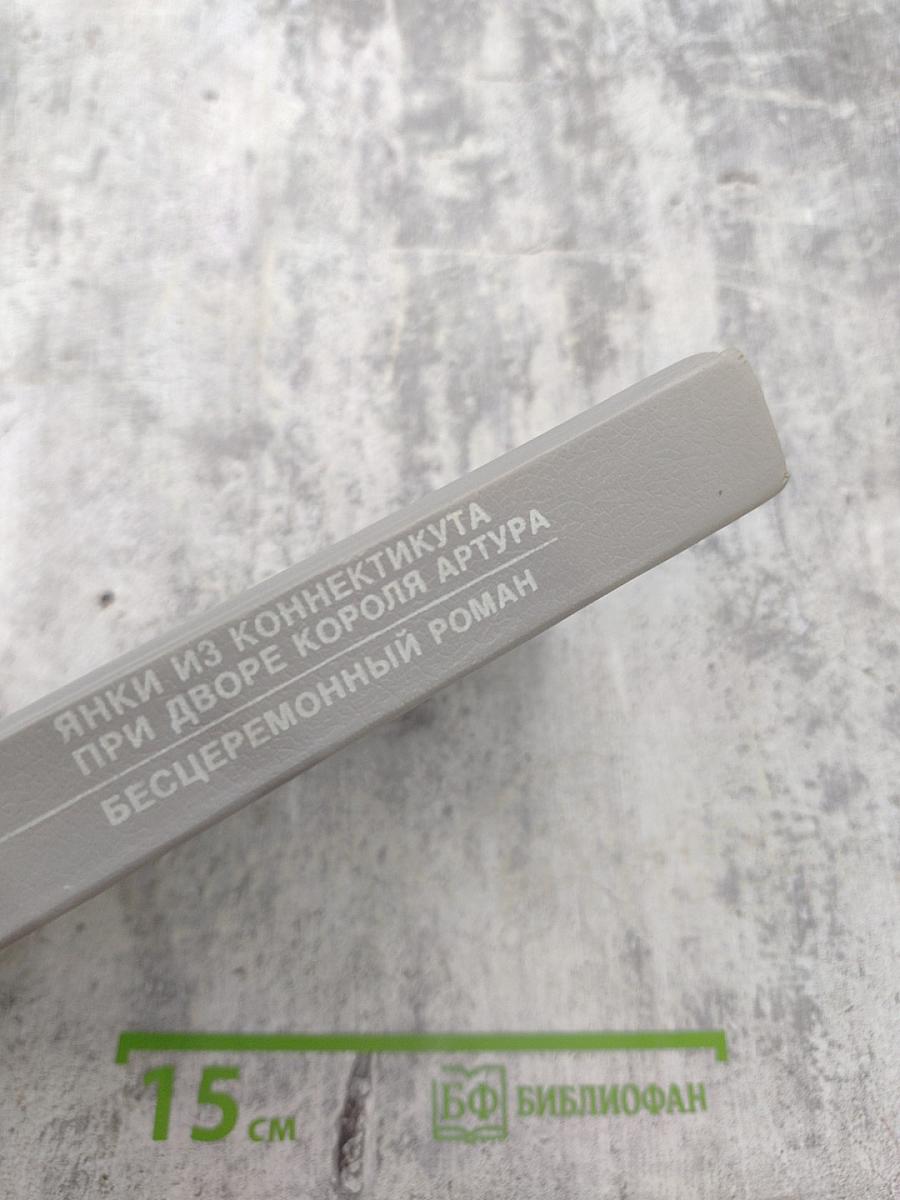 ЯНКИ ИЗ КОННЕКТИКУТА
ПРИ ДВОРЕ КОРОЛЯ АРТУРА
БЕСЦЕРЕМОННЫЙ РОМАН
15 см
БФ БИБЛИОФАН